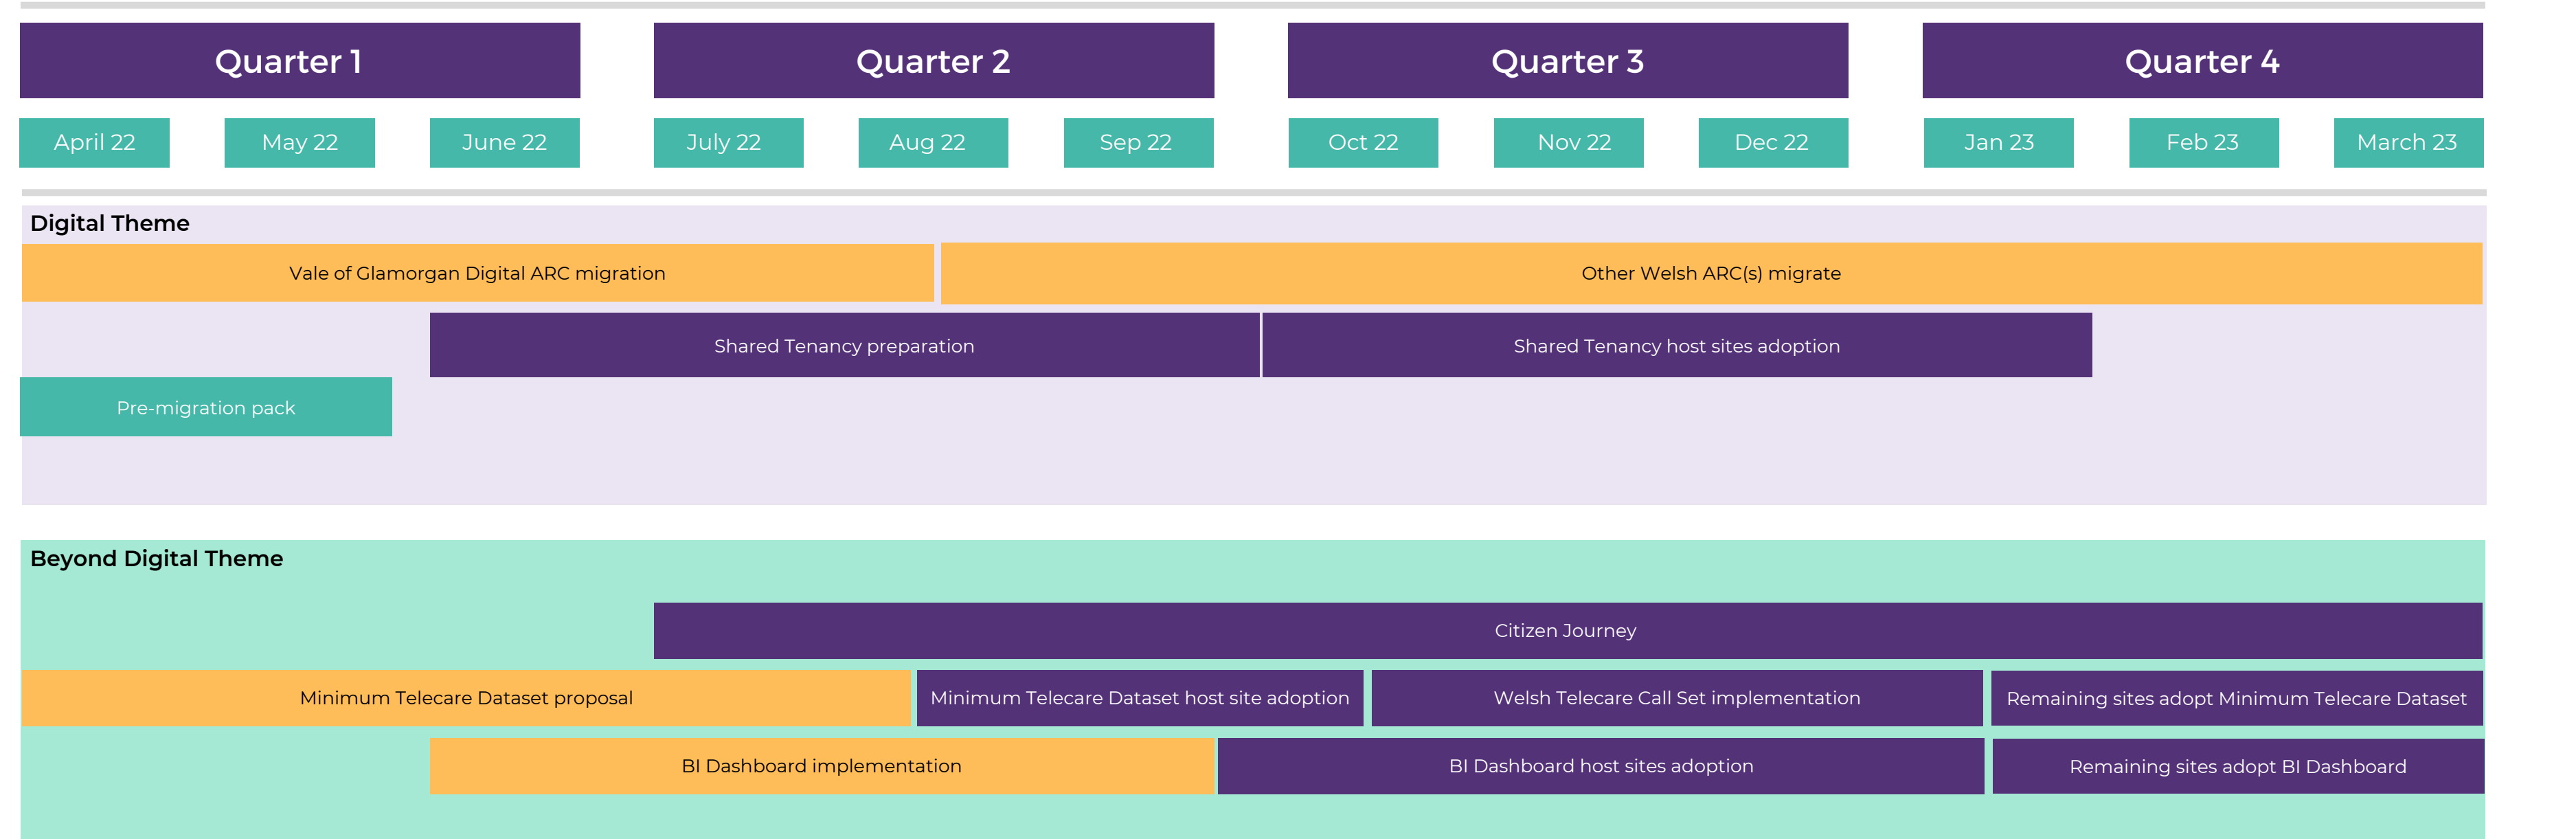 Quarter 1
Quarter 2
Quarter 3
Quarter 4
April 22
May 22
June 22
July 22
Aug 22
Sep 22
Oct 22
Nov 22
Dec 22
Jan 23
Feb 23
March 23
Digital Theme
Vale of Glamorgan Digital ARC migration
Other Welsh ARC(s) migrate
Shared Tenancy preparation
Shared Tenancy host sites adoption
Pre-migration pack
Beyond Digital Theme
Citizen Journey
Minimum Telecare Dataset proposal
Minimum Telecare Dataset host site adoption
Welsh Telecare Call Set implementation
Remaining sites adopt Minimum Telecare Dataset
BI Dashboard implementation
BI Dashboard host sites adoption
Remaining sites adopt BI Dashboard